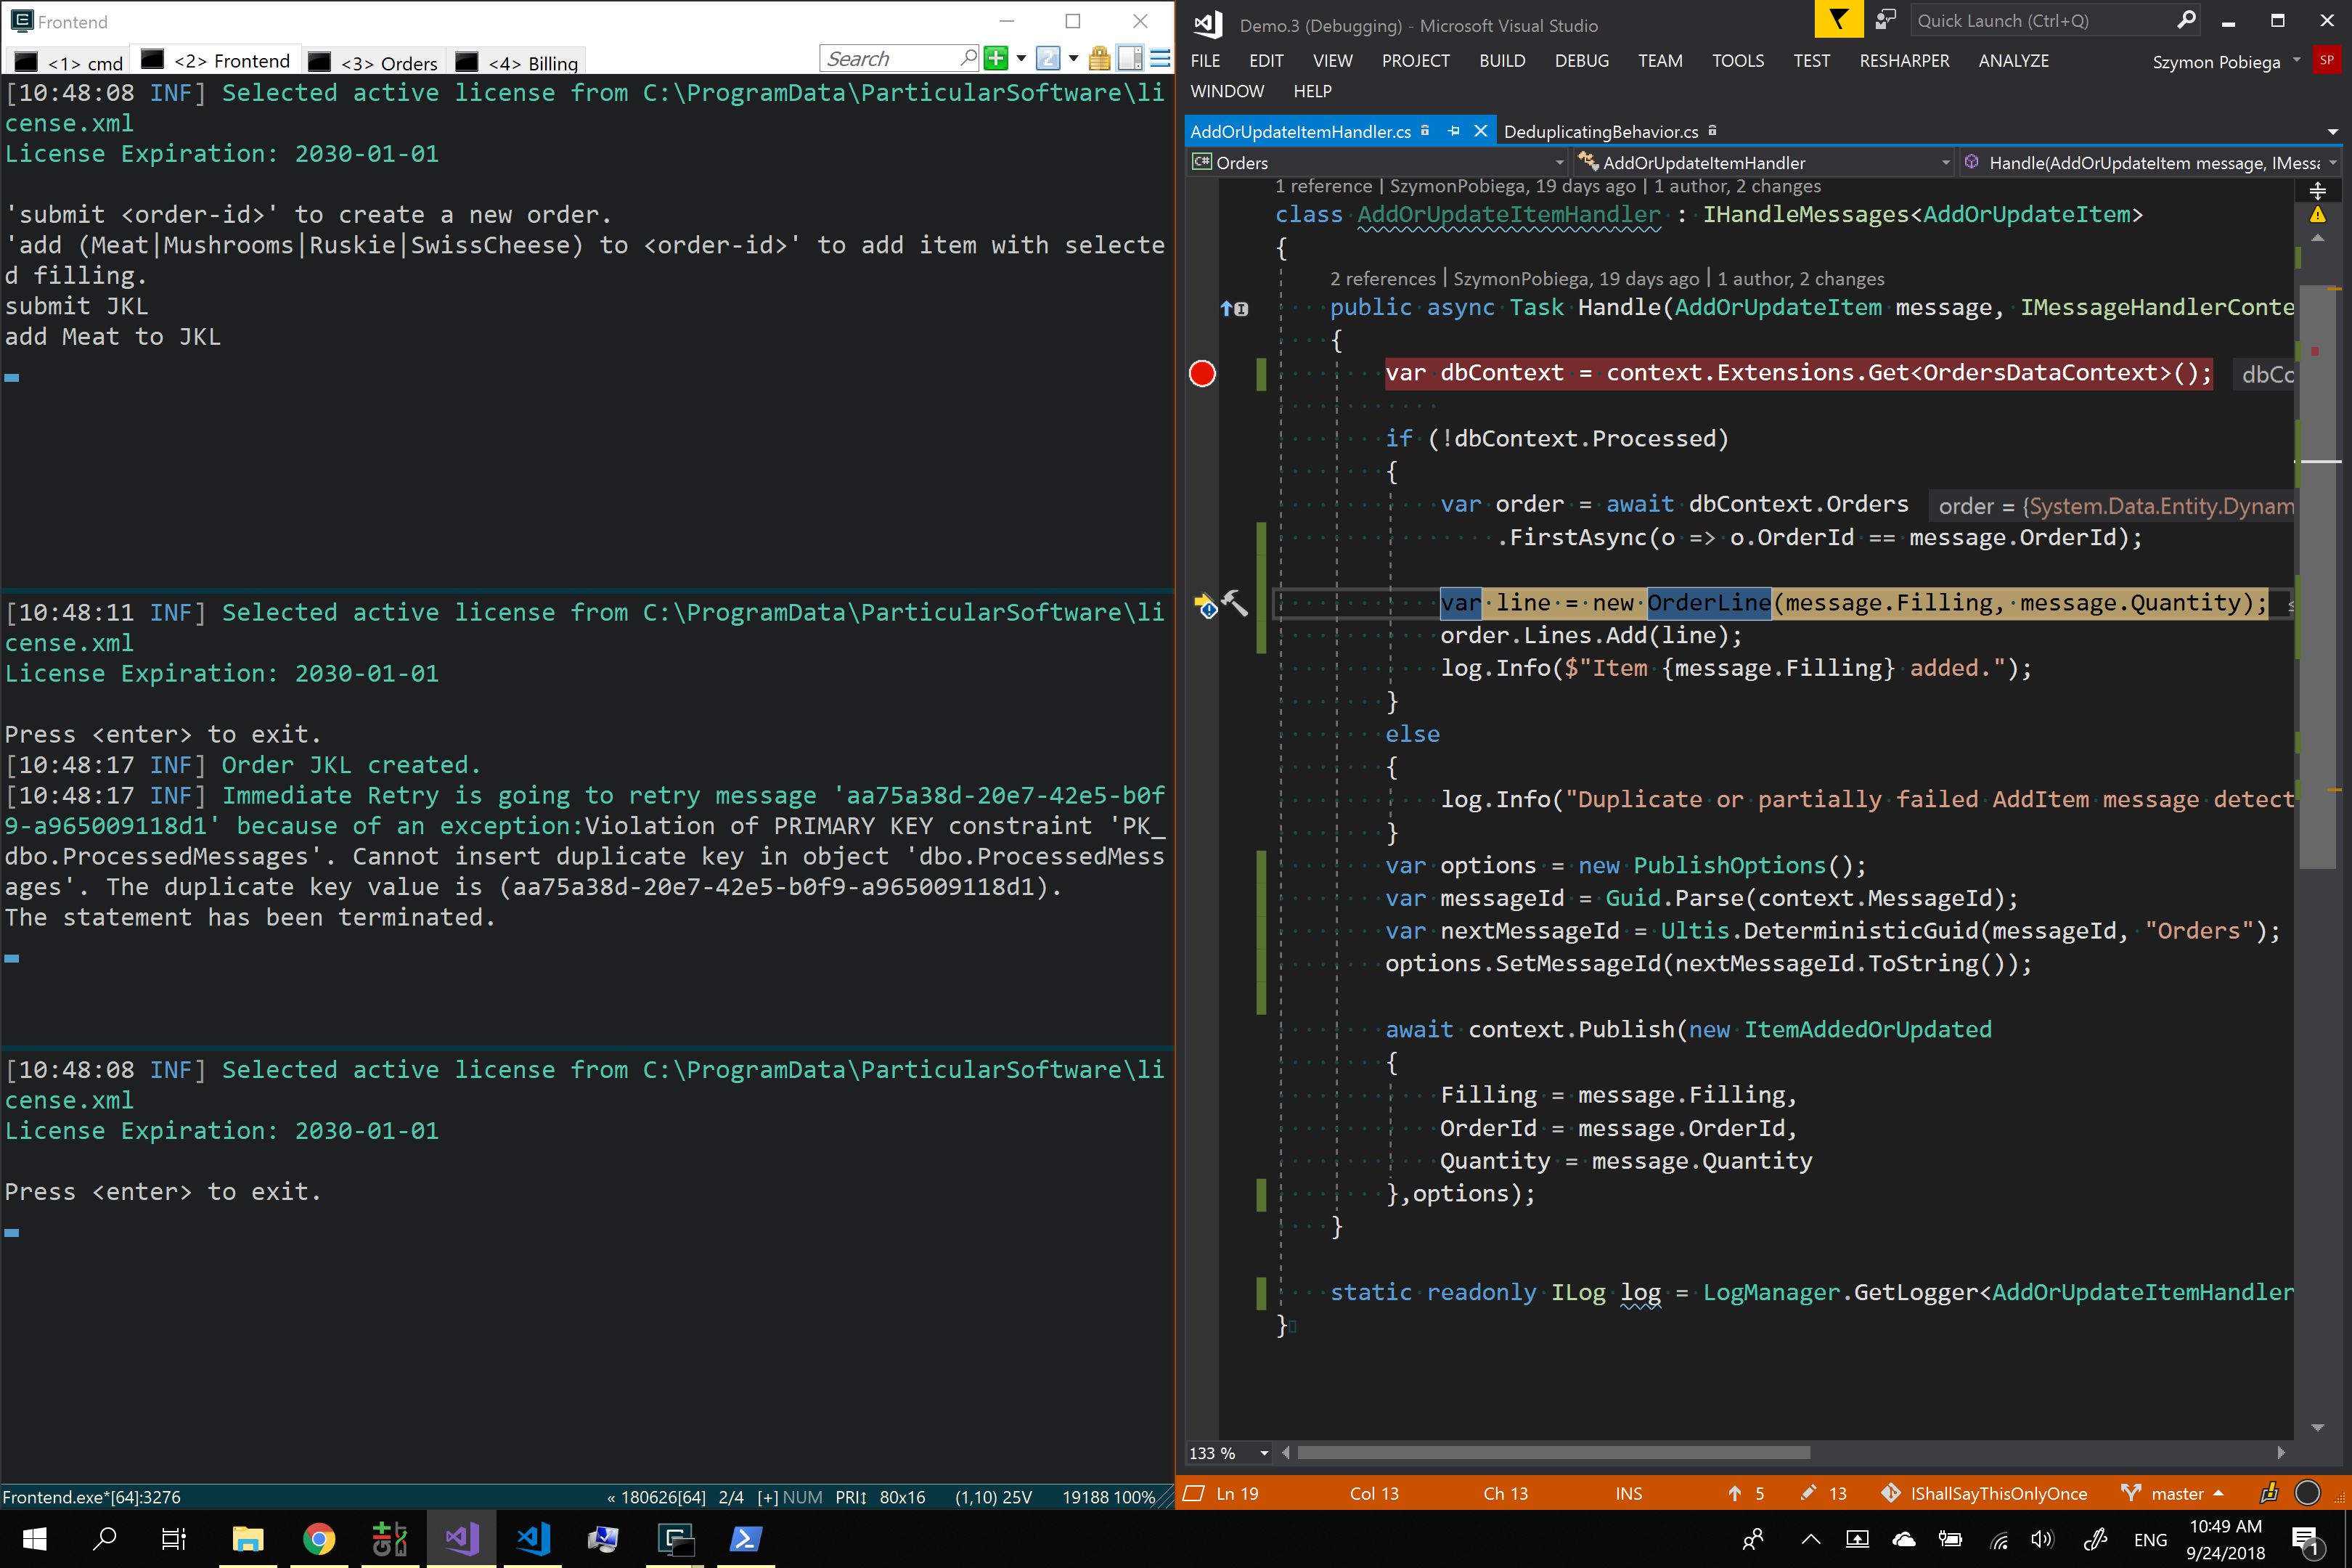 Frontend
<1> cmd
<2> Frontend
<3> Orders
<4> Billing
Search
[10:48:08 INF] Selected active license from C:\ProgramData\ParticularSoftware\li
cense.xml
License Expiration: 2030-01-01
'submit <order-id>' to create a new order.
'add (Meat|Mushrooms|Ruskie|SwissCheese) to <order-id>' to add item with selecte
d filling.
submit JKL
add Meat to JKL
[10:48:11 INF] Selected active license from C:\ProgramData\ParticularSoftware\li
cense.xml
License Expiration: 2030-01-01
Press <enter> to exit.
[10:48:17 INF] Order JKL created.
[10:48:17 INF] Immediate Retry is going to retry message 'aa75a38d-20e7-42e5-b0f
9-a965009118d1' because of an exception:Violation of PRIMARY KEY constraint 'PK_
dbo.ProcessedMessages'. Cannot insert duplicate key in object 'dbo.ProcessedMess
ages'. The duplicate key value is (aa75a38d-20e7-42e5-b0f9-a965009118d1).
The statement has been terminated.
[10:48:08 INF] Selected active license from C:\ProgramData\ParticularSoftware\li
cense.xml
License Expiration: 2030-01-01
Press <enter> to exit.
Frontend.exe*[64]:3276
« 180626[64] 2/4 [+] NUM PRI↕ 80x16 (1,10) 25V 19188 100%
Demo.3 (Debugging) - Microsoft Visual Studio
Quick Launch (Ctrl+Q)
FILE EDIT VIEW PROJECT BUILD DEBUG TEAM TOOLS TEST RESHARPER ANALYZE
Szymon Pobiega SP
WINDOW HELP
AddOrUpdateItemHandler.cs
DeduplicatingBehavior.cs
C# Orders
AddOrUpdateItemHandler
Handle(AddOrUpdateItem message, IMessa
1 reference | SzymonPobiega, 19 days ago | 1 author, 2 changes
class AddOrUpdateItemHandler : IHandleMessages<AddOrUpdateItem>
{
2 references | SzymonPobiega, 19 days ago | 1 author, 2 changes
public async Task Handle(AddOrUpdateItem message, IMessageHandlerConte
{
var dbContext = context.Extensions.Get<OrdersDataContext>(); dbCo
if (!dbContext.Processed)
{
var order = await dbContext.Orders order = {System.Data.Entity.Dynam
.FirstAsync(o => o.OrderId == message.OrderId);
var line = new OrderLine(message.Filling, message.Quantity);
order.Lines.Add(line);
log.Info($"Item {message.Filling} added.");
}
else
{
log.Info("Duplicate or partially failed AddItem message detect
}
var options = new PublishOptions();
var messageId = Guid.Parse(context.MessageId);
var nextMessageId = Ultis.DeterministicGuid(messageId, "Orders");
options.SetMessageId(nextMessageId.ToString());
await context.Publish(new ItemAddedOrUpdated
{
Filling = message.Filling,
OrderId = message.OrderId,
Quantity = message.Quantity
},options);
}
static readonly ILog log = LogManager.GetLogger<AddOrUpdateItemHandler
}
133 %
Ln 19 Col 13 Ch 13 INS 5 13 IShallSayThisOnlyOnce master
ENG
10:49 AM
9/24/2018
1